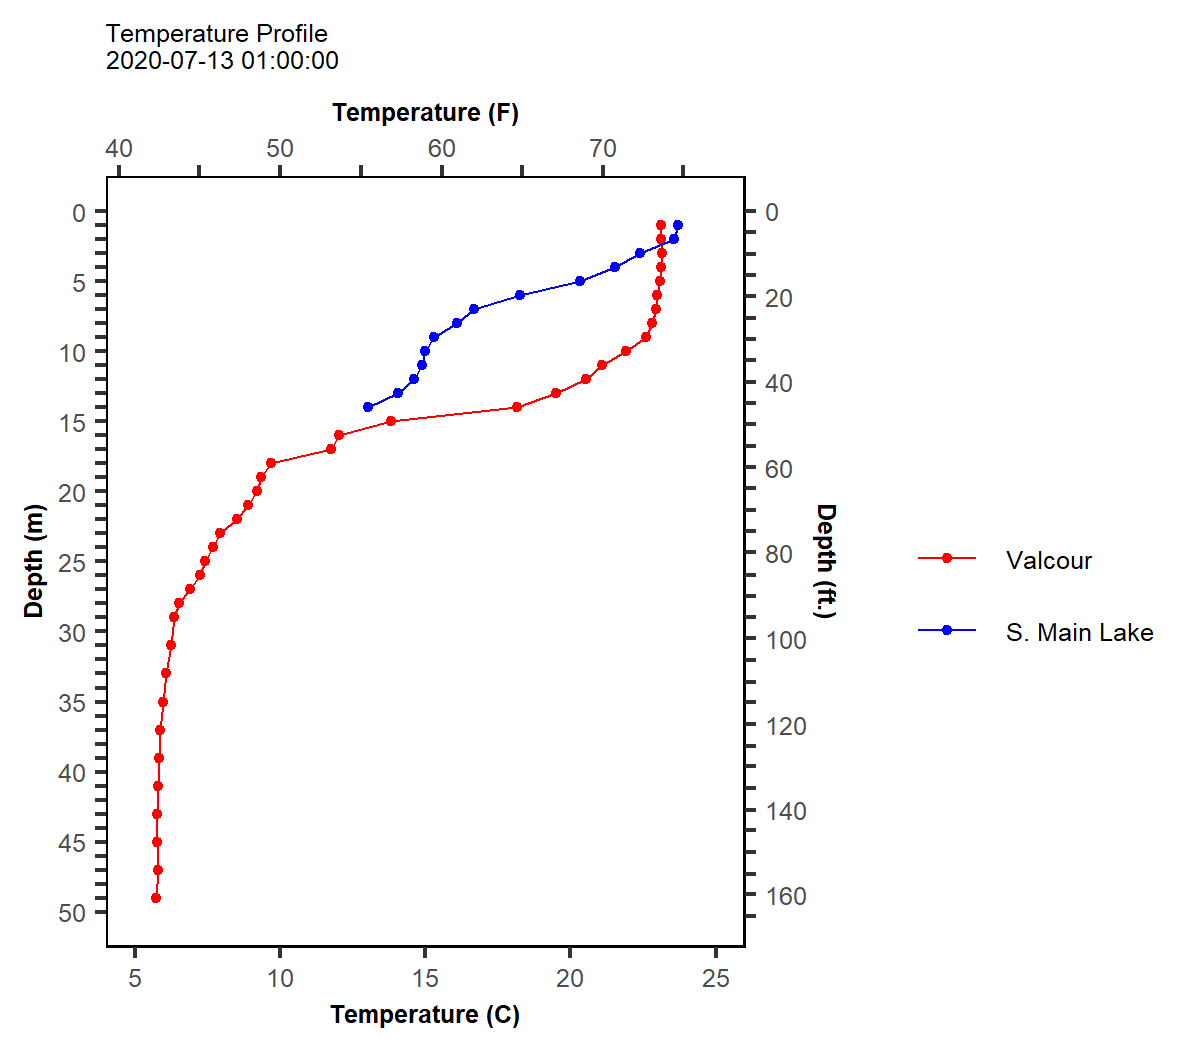 Temperature Profile
2020-07-13 01:00:00
Temperature (F)
40 50 60 70
0
5
10
15
20
25
30
35
40
45
50
Depth (m)
0
20
40
60
80
100
120
140
160
Depth (ft.)
5 10 15 20 25
Temperature (C)
Valcour
S. Main Lake